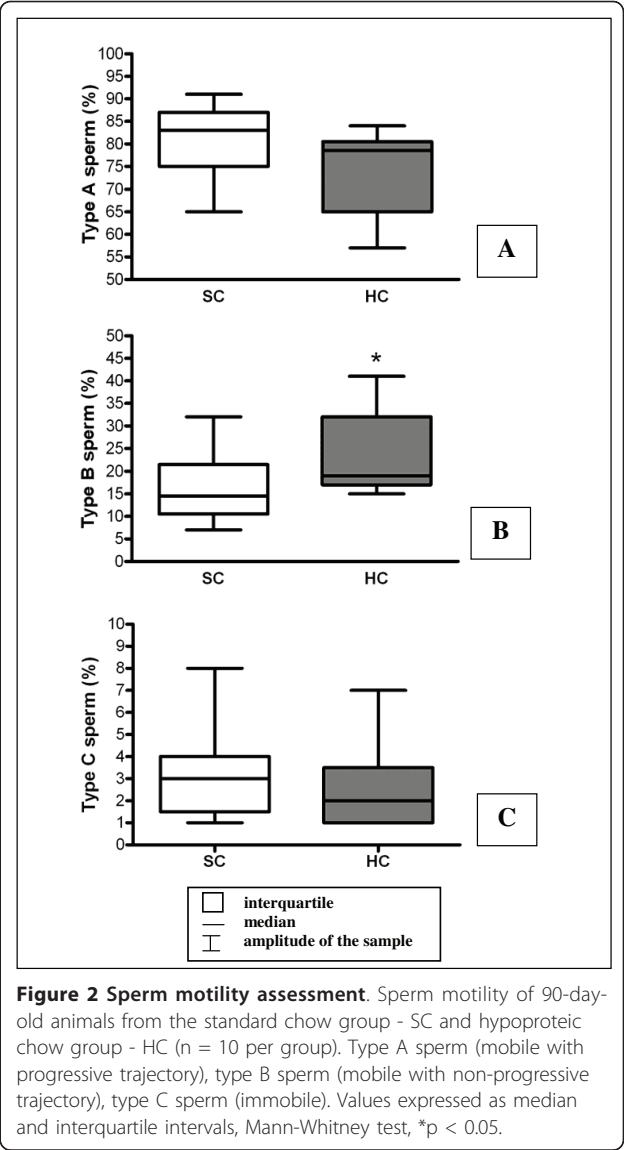 100
95
90
85
80
75
70
65
60
55
50
Type A sperm (%)
SC HC
A
50
45
40
35
30
25
20
15
10
5
0
Type B sperm (%)
*
SC HC
B
10
9
8
7
6
5
4
3
2
1
0
Type C sperm (%)
SC HC
C
interquartile
median
amplitude of the sample
Figure 2 Sperm motility assessment. Sperm motility of 90-day-
old animals from the standard chow group - SC and hypoproteic
chow group - HC (n = 10 per group). Type A sperm (mobile with
progressive trajectory), type B sperm (mobile with non-progressive
trajectory), type C sperm (immobile). Values expressed as median
and interquartile intervals, Mann-Whitney test, *p < 0.05.